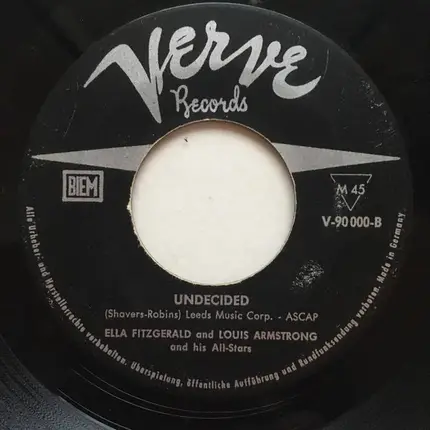 Verve
Records
BIEM
M 45
V-90 000-B
UNDECIDED
(Shavers-Robins) Leeds Music Corp. - ASCAP
ELLA FITZGERALD and LOUIS ARMSTRONG
and his All-Stars
Alle Urheber- und Herstellerrechte vorbehalten. Überspielung, öffentliche Aufführung und Rundfunksendung verboten. Made in Germany